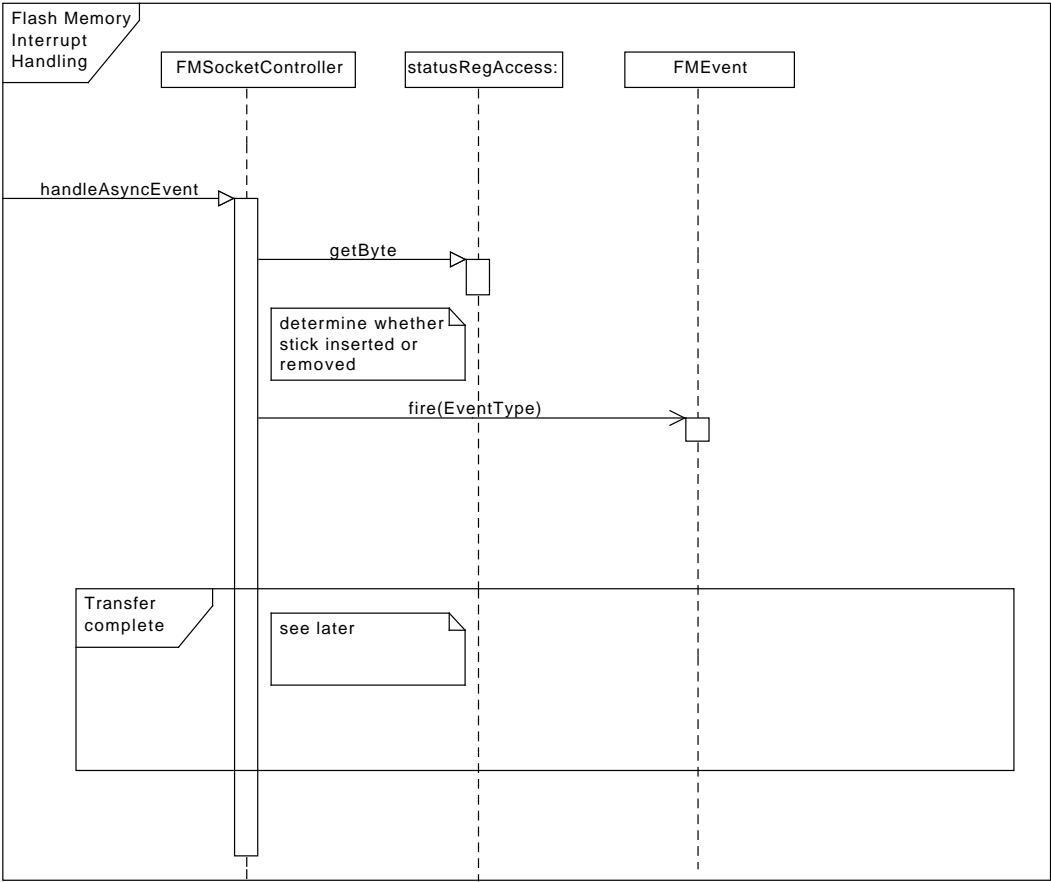 Flash Memory
Interrupt
Handling
FMSocketController
statusRegAccess:
FMEvent
handleAsyncEvent
getByte
determine whether
stick inserted or
removed
fire(EventType)
Transfer
complete
see later